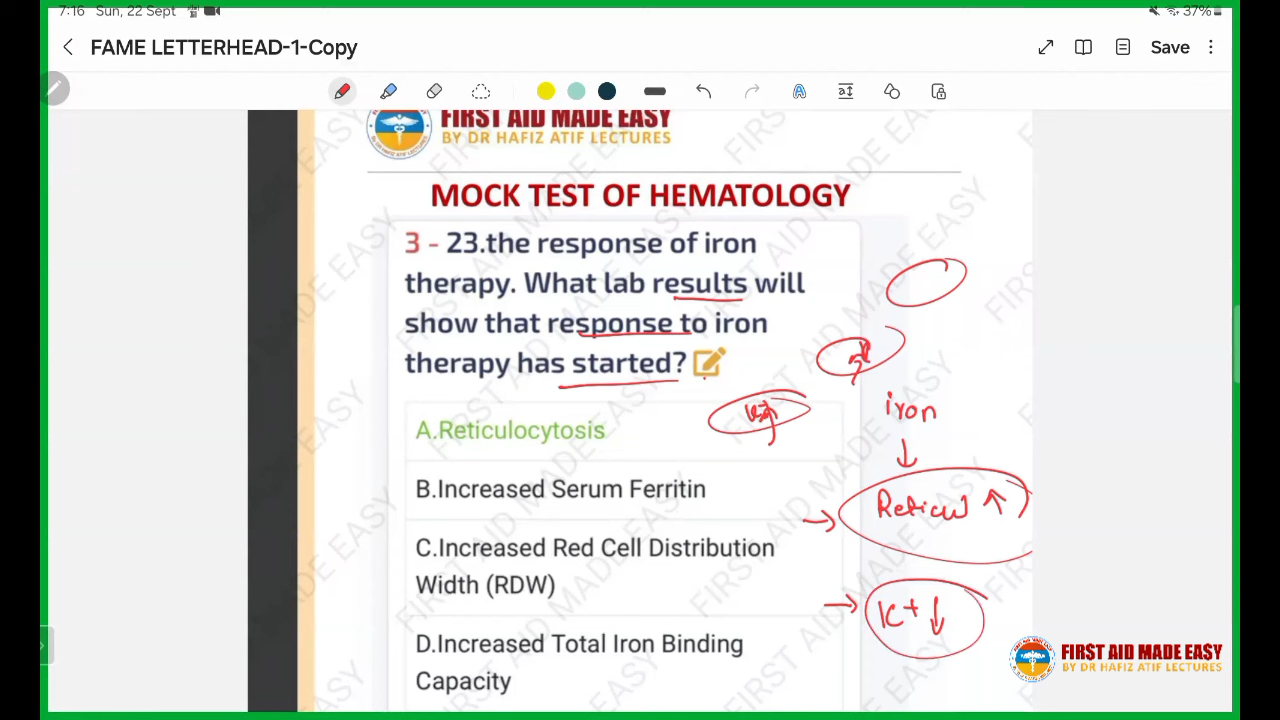 7:16 Sun, 22 Sept
37%
FAME LETTERHEAD-1-Copy
Save
FIRST AID MADE EASY
BY DR HAFIZ ATIF LECTURES
MOCK TEST OF HEMATOLOGY
3 - 23.the response of iron
therapy. What lab results will
show that response to iron
therapy has started?
A.Reticulocytosis
B.Increased Serum Ferritin
C.Increased Red Cell Distribution
Width (RDW)
D.Increased Total Iron Binding
Capacity
iron
↓
→ Reticul ↑
→ K+ ↓
FIRST AID MADE EASY
BY DR HAFIZ ATIF LECTURES